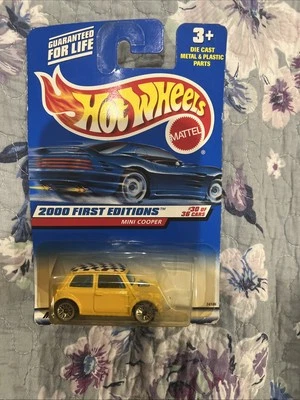 GUARANTEED
FOR LIFE
3+
DIE CAST
METAL & PLASTIC
PARTS
HOT WHEELS
MATTEL
2000 FIRST EDITIONS™
#30 OF
36 CARS
MINI COOPER